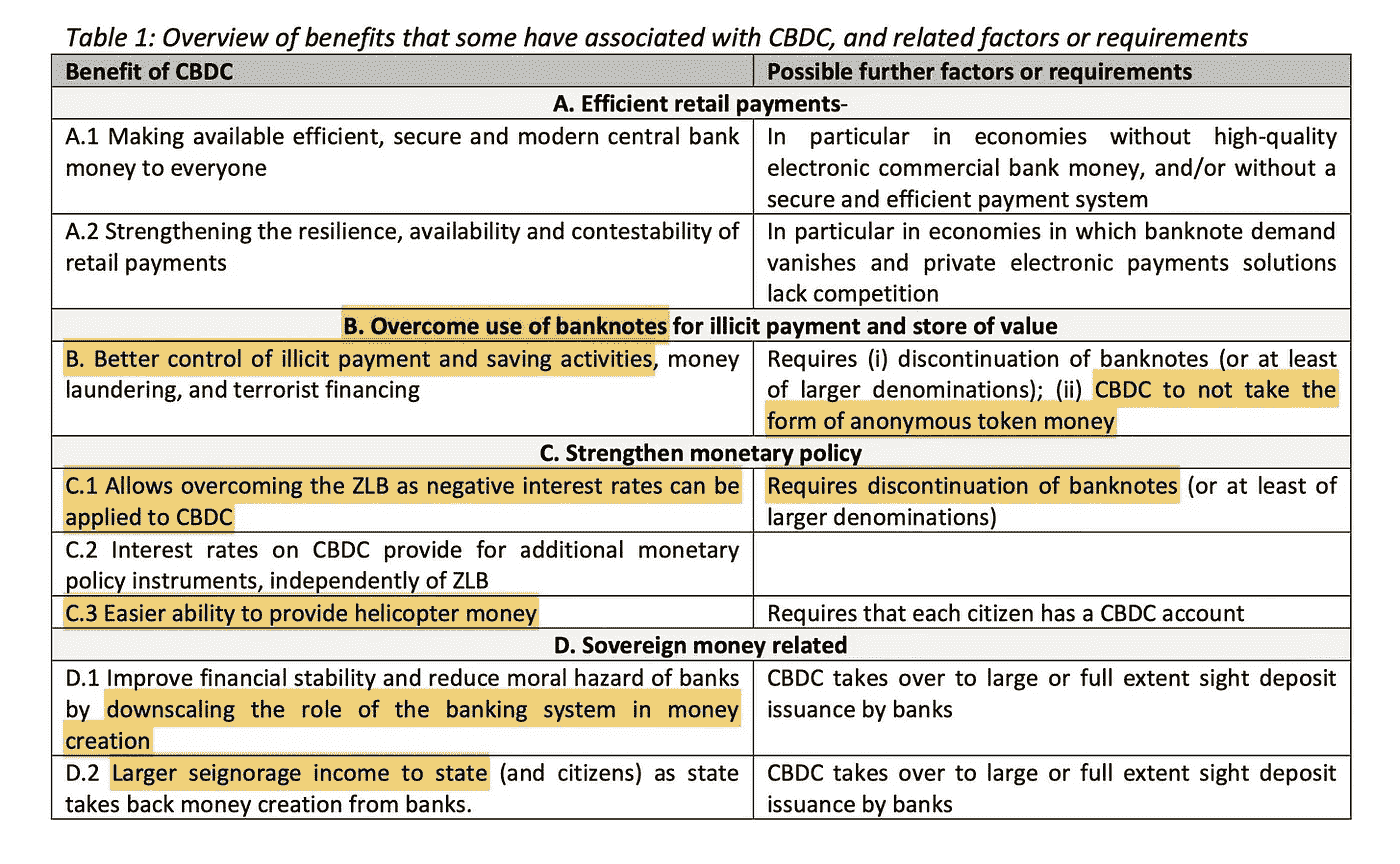 Table 1: Overview of benefits that some have associated with CBDC, and related factors or requirements
Benefit of CBDC
Possible further factors or requirements
A. Efficient retail payments-
A.1 Making available efficient, secure and modern central bank
money to everyone
In particular in economies without high-quality
electronic commercial bank money, and/or without a
secure and efficient payment system
A.2 Strengthening the resilience, availability and contestability of
retail payments
In particular in economies in which banknote demand
vanishes and private electronic payments solutions
lack competition
B. Overcome use of banknotes for illicit payment and store of value
B. Better control of illicit payment and saving activities, money
laundering, and terrorist financing
Requires (i) discontinuation of banknotes (or at least
of larger denominations); (ii) CBDC to not take the
form of anonymous token money
C. Strengthen monetary policy
C.1 Allows overcoming the ZLB as negative interest rates can be
applied to CBDC
Requires discontinuation of banknotes (or at least of
larger denominations)
C.2 Interest rates on CBDC provide for additional monetary
policy instruments, independently of ZLB
C.3 Easier ability to provide helicopter money
Requires that each citizen has a CBDC account
D. Sovereign money related
D.1 Improve financial stability and reduce moral hazard of banks
by downscaling the role of the banking system in money
creation
CBDC takes over to large or full extent sight deposit
issuance by banks
D.2 Larger seignorage income to state (and citizens) as state
takes back money creation from banks.
CBDC takes over to large or full extent sight deposit
issuance by banks